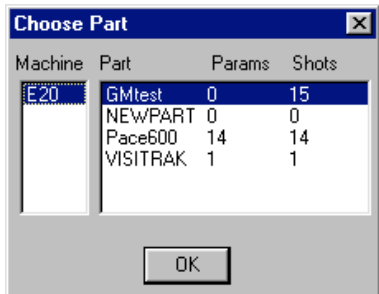 Choose Part
Machine Part Params Shots
E20 GMtest 0 15
NEWPART 0 0
Pace600 14 14
VISITRAK 1 1
OK